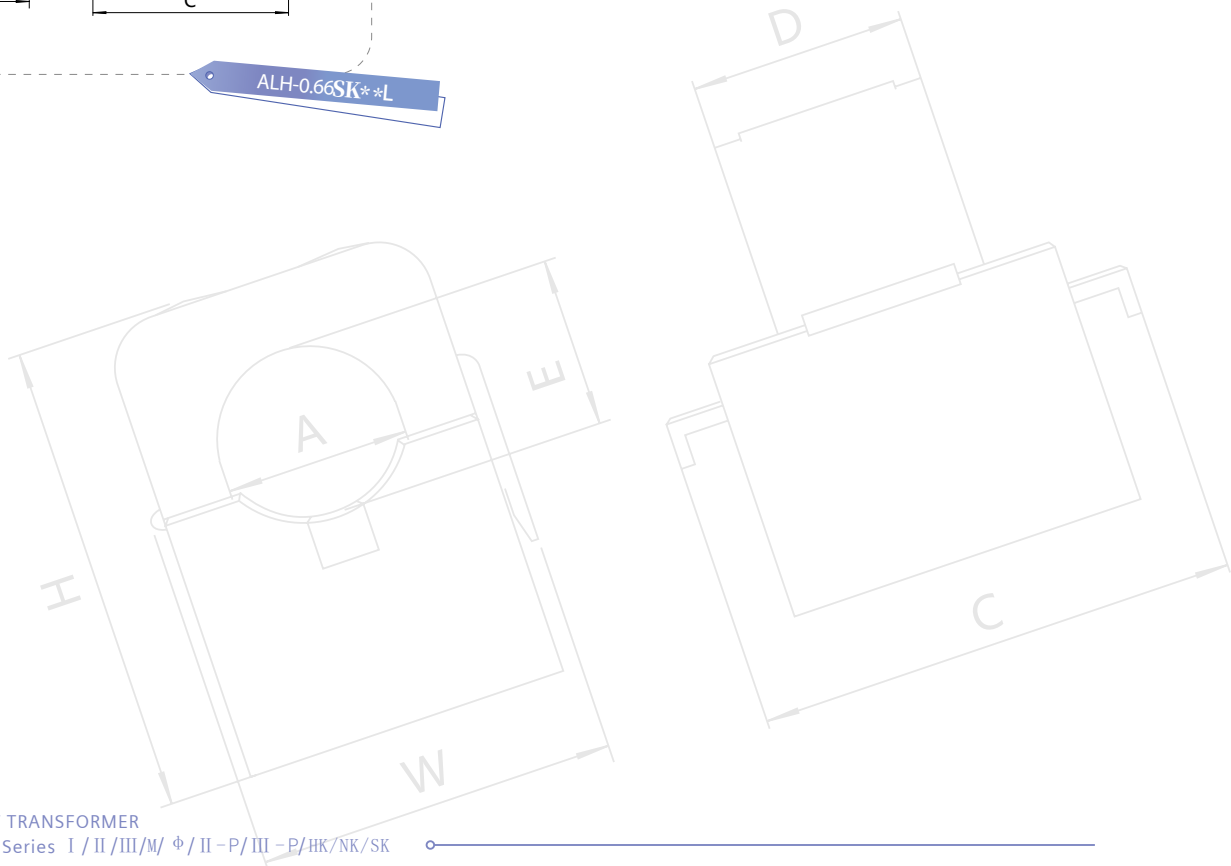 C
ALH-0.66SK**L
D
E
A
H
C
W
TRANSFORMER
Series Ⅰ/Ⅱ/Ⅲ/M/ Φ/Ⅱ-P/Ⅲ-P/HK/NK/SK